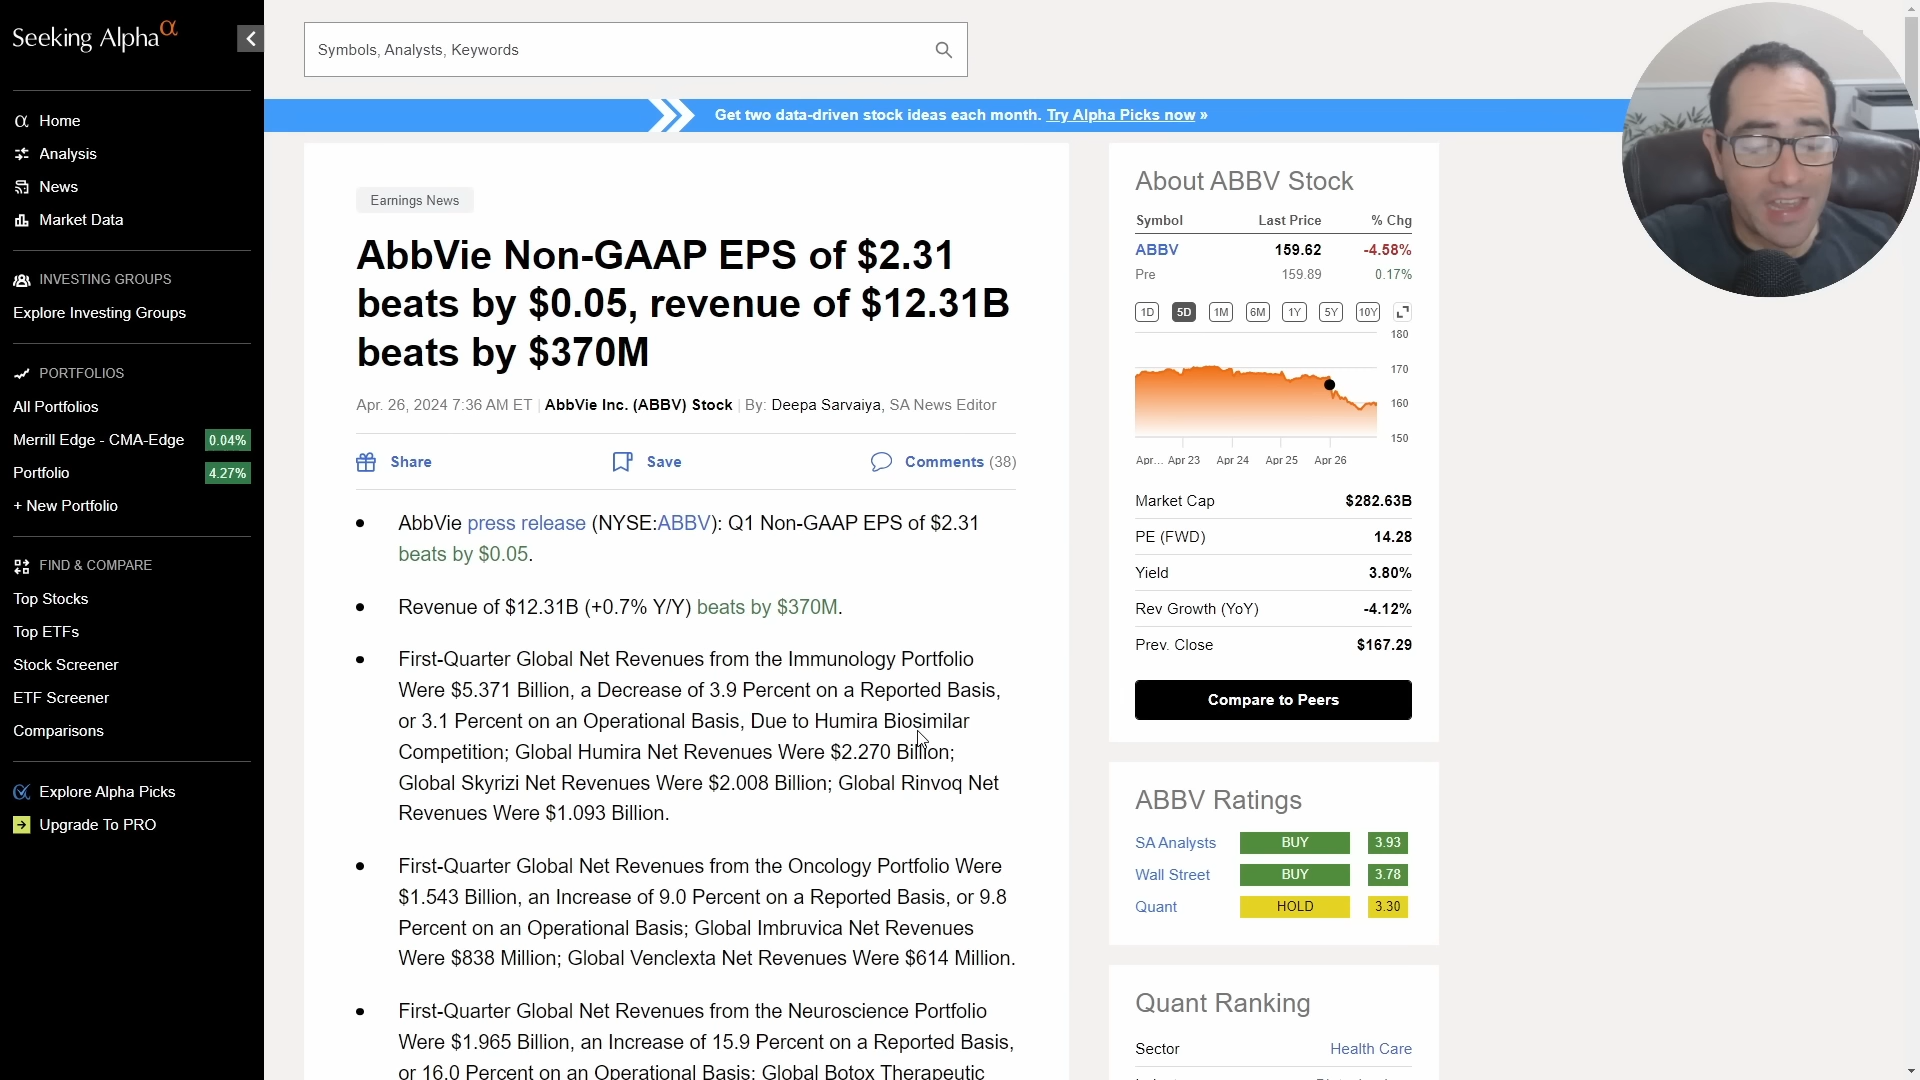 Seeking Alpha α
Home
Analysis
News
Market Data
INVESTING GROUPS
Explore Investing Groups
PORTFOLIOS
All Portfolios
Merrill Edge - CMA-Edge 0.04%
Portfolio 4.27%
+ New Portfolio
FIND & COMPARE
Top Stocks
Top ETFs
Stock Screener
ETF Screener
Comparisons
Explore Alpha Picks
Upgrade To PRO
Symbols, Analysts, Keywords
Get two data-driven stock ideas each month. Try Alpha Picks now »
Earnings News
AbbVie Non-GAAP EPS of $2.31
beats by $0.05, revenue of $12.31B
beats by $370M
Apr. 26, 2024 7:36 AM ET | AbbVie Inc. (ABBV) Stock | By: Deepa Sarvaiya, SA News Editor
Share Save Comments (38)
• AbbVie press release (NYSE:ABBV): Q1 Non-GAAP EPS of $2.31
beats by $0.05.
• Revenue of $12.31B (+0.7% Y/Y) beats by $370M.
• First-Quarter Global Net Revenues from the Immunology Portfolio
Were $5.371 Billion, a Decrease of 3.9 Percent on a Reported Basis,
or 3.1 Percent on an Operational Basis, Due to Humira Biosimilar
Competition; Global Humira Net Revenues Were $2.270 Billion;
Global Skyrizi Net Revenues Were $2.008 Billion; Global Rinvoq Net
Revenues Were $1.093 Billion.
• First-Quarter Global Net Revenues from the Oncology Portfolio Were
$1.543 Billion, an Increase of 9.0 Percent on a Reported Basis, or 9.8
Percent on an Operational Basis; Global Imbruvica Net Revenues
Were $838 Million; Global Venclexta Net Revenues Were $614 Million.
• First-Quarter Global Net Revenues from the Neuroscience Portfolio
Were $1.965 Billion, an Increase of 15.9 Percent on a Reported Basis,
or 16.0 Percent on an Operational Basis; Global Botox Therapeutic
About ABBV Stock
Symbol Last Price % Chg
ABBV 159.62 -4.58%
Pre 159.89 0.17%
1D 5D 1M 6M 1Y 5Y 10Y
180
170
160
150
Apr... Apr 23 Apr 24 Apr 25 Apr 26
Market Cap $282.63B
PE (FWD) 14.28
Yield 3.80%
Rev Growth (YoY) -4.12%
Prev. Close $167.29
Compare to Peers
ABBV Ratings
SA Analysts BUY 3.93
Wall Street BUY 3.78
Quant HOLD 3.30
Quant Ranking
Sector Health Care